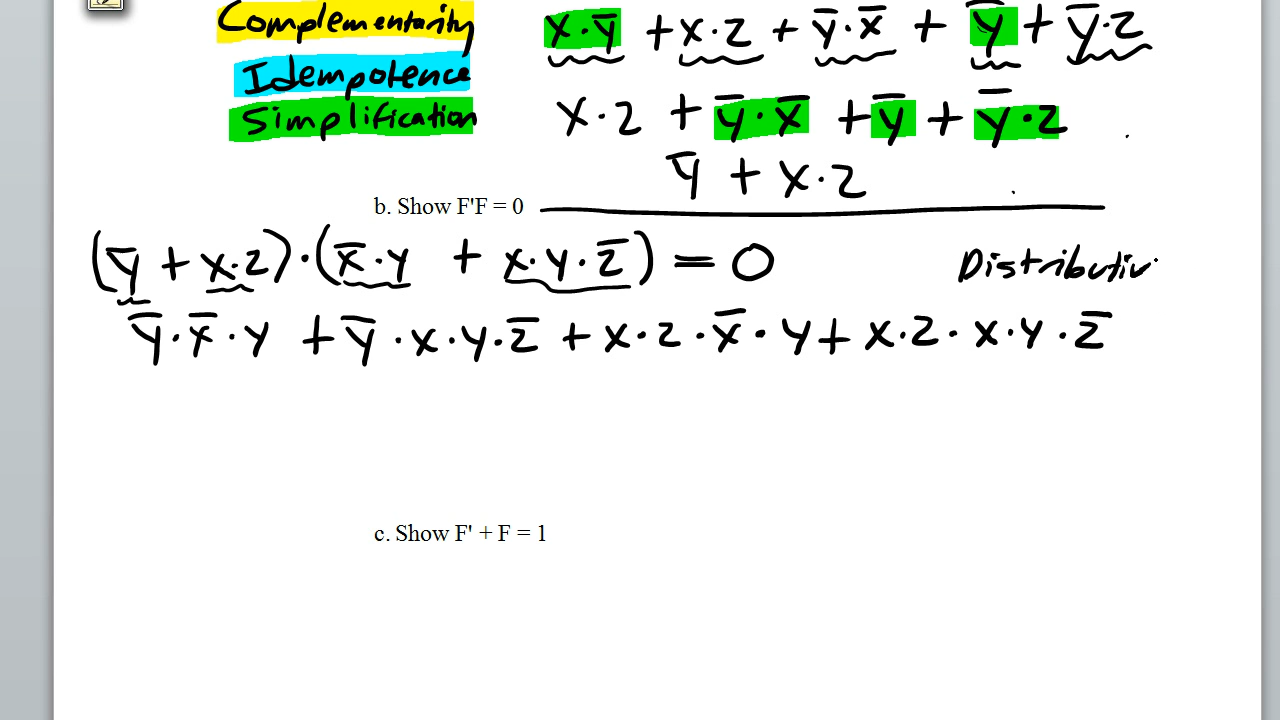 Complementarity
x·y̅ + x·z + y̅·x̅ + y̅ + y̅·z
Idempotence
Simplification
x·z + y̅·x̅ + y̅ + y̅·z
y̅ + x·z
b. Show F'F = 0
(y̅ + x·z)·(x̅·y + x·y·z̅) = 0
Distributiv
y̅·x̅·y + y̅·x·y·z̅ + x·z·x̅·y + x·z·x·y·z̅
c. Show F' + F = 1